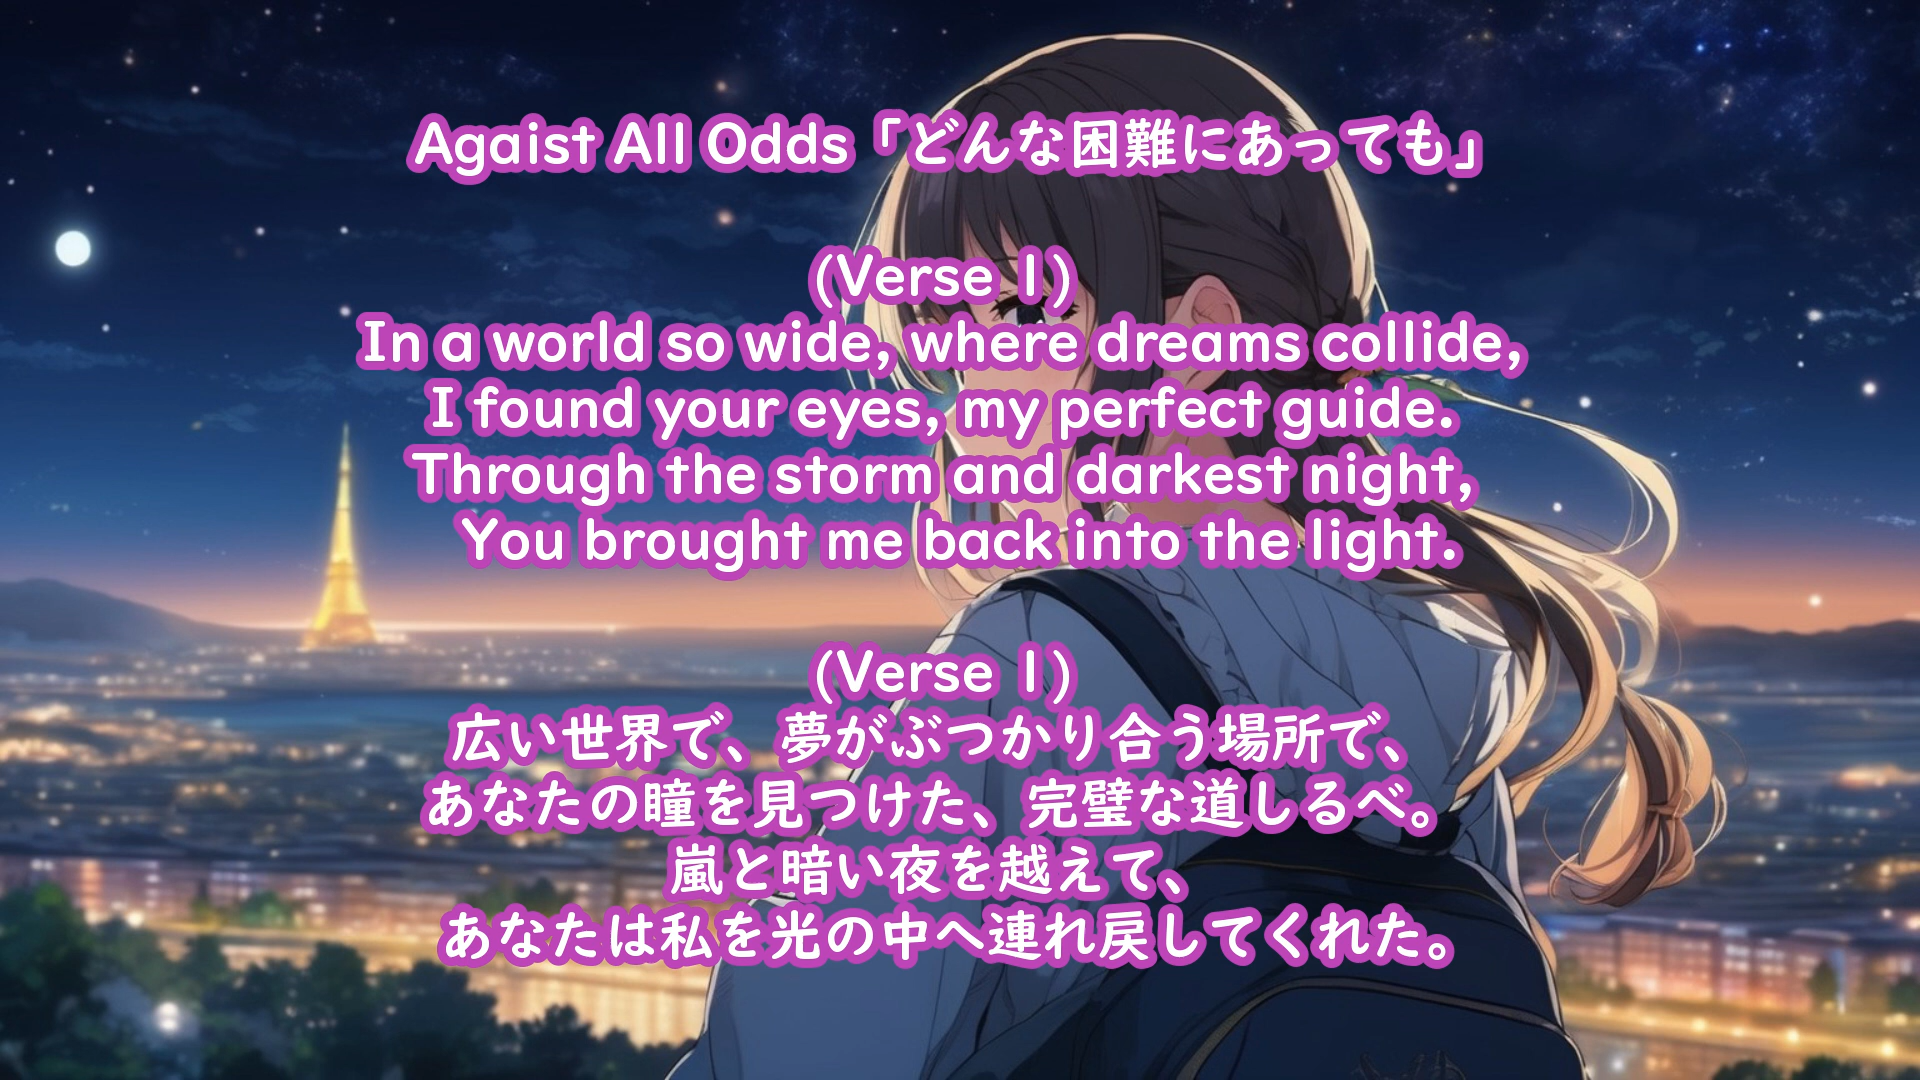 Agaist All Odds「どんな困難にあっても」
(Verse 1)
In a world so wide, where dreams collide,
I found your eyes, my perfect guide.
Through the storm and darkest night,
You brought me back into the light.
(Verse 1)
広い世界で、夢がぶつかり合う場所で、
あなたの瞳を見つけた、完璧な道しるべ。
嵐と暗い夜を越えて、
あなたは私を光の中へ連れ戻してくれた。